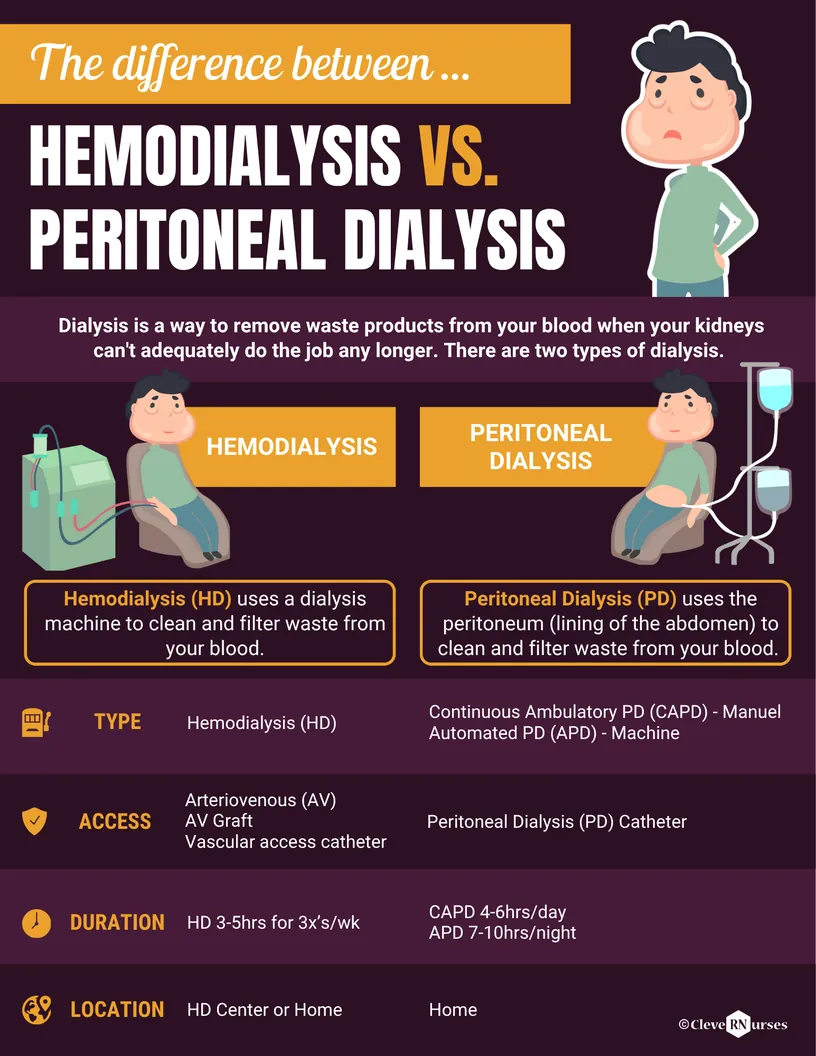 The difference between ...
HEMODIALYSIS VS.
PERITONEAL DIALYSIS
Dialysis is a way to remove waste products from your blood when your kidneys
can't adequately do the job any longer. There are two types of dialysis.
HEMODIALYSIS
PERITONEAL
DIALYSIS
Hemodialysis (HD) uses a dialysis
machine to clean and filter waste from
your blood.
Peritoneal Dialysis (PD) uses the
peritoneum (lining of the abdomen) to
clean and filter waste from your blood.
TYPE
Hemodialysis (HD)
Continuous Ambulatory PD (CAPD) - Manuel
Automated PD (APD) - Machine
ACCESS
Arteriovenous (AV)
AV Graft
Vascular access catheter
Peritoneal Dialysis (PD) Catheter
DURATION
HD 3-5hrs for 3x's/wk
CAPD 4-6hrs/day
APD 7-10hrs/night
LOCATION
HD Center or Home
Home
©Cleve RN urses